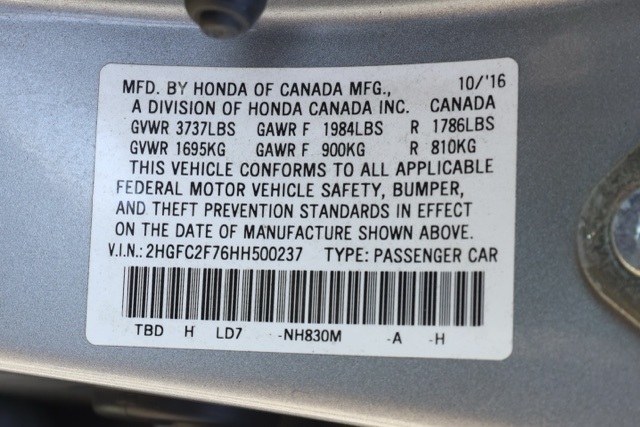 MFD. BY HONDA OF CANADA MFG., 10/'16
A DIVISION OF HONDA CANADA INC. CANADA
GVWR 3737LBS GAWR F 1984LBS R 1786LBS
GVWR 1695KG GAWR F 900KG R 810KG
THIS VEHICLE CONFORMS TO ALL APPLICABLE
FEDERAL MOTOR VEHICLE SAFETY, BUMPER,
AND THEFT PREVENTION STANDARDS IN EFFECT
ON THE DATE OF MANUFACTURE SHOWN ABOVE.
V.I.N.: 2HGFC2F76HH500237 TYPE: PASSENGER CAR
TBD H LD7 -NH830M -A -H